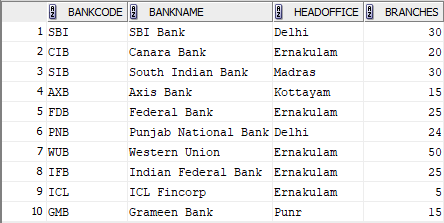 BANKCODE BANKNAME HEADOFFICE BRANCHES
1 SBI SBI Bank Delhi 30
2 CIB Canara Bank Ernakulam 20
3 SIB South Indian Bank Madras 30
4 AXB Axis Bank Kottayam 15
5 FDB Federal Bank Ernakulam 25
6 PNB Punjab National Bank Delhi 24
7 WUB Western Union Ernakulam 50
8 IFB Indian Federal Bank Ernakulam 25
9 ICL ICL Fincorp Ernakulam 5
10 GMB Grameen Bank Punr 15